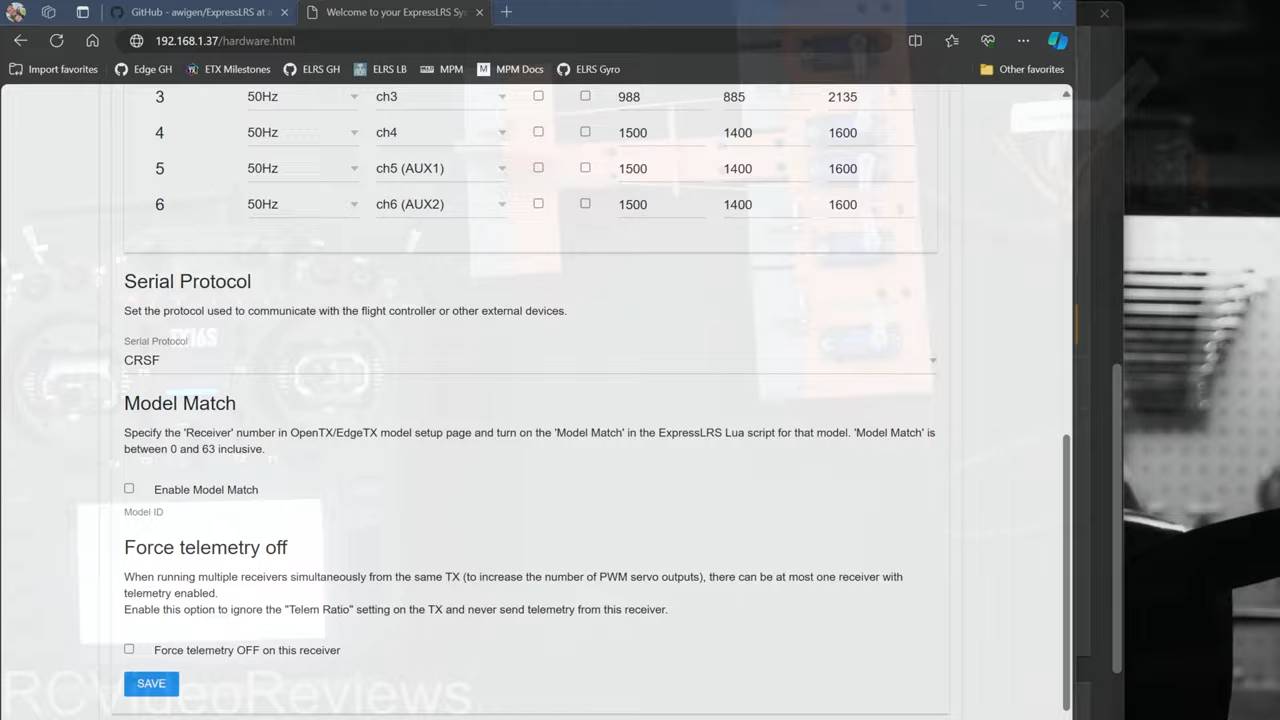 GitHub - awigen/ExpressLRS at a
Welcome to your ExpressLRS Sy
192.168.1.37/hardware.html
Import favorites
Edge GH
ETX Milestones
ELRS GH
ELRS LB
MPM
M MPM Docs
ELRS Gyro
Other favorites
3 50Hz ch3 988 885 2135
4 50Hz ch4 1500 1400 1600
5 50Hz ch5 (AUX1) 1500 1400 1600
6 50Hz ch6 (AUX2) 1500 1400 1600
Serial Protocol
Set the protocol used to communicate with the flight controller or other external devices.
TX16S
Serial Protocol
CRSF
Model Match
Specify the 'Receiver' number in OpenTX/EdgeTX model setup page and turn on the 'Model Match' in the ExpressLRS Lua script for that model. 'Model Match' is
between 0 and 63 inclusive.
Enable Model Match
Model ID
Force telemetry off
When running multiple receivers simultaneously from the same TX (to increase the number of PWM servo outputs), there can be at most one receiver with
telemetry enabled.
Enable this option to ignore the "Telem Ratio" setting on the TX and never send telemetry from this receiver.
Force telemetry OFF on this receiver
SAVE
RCVideoReviews